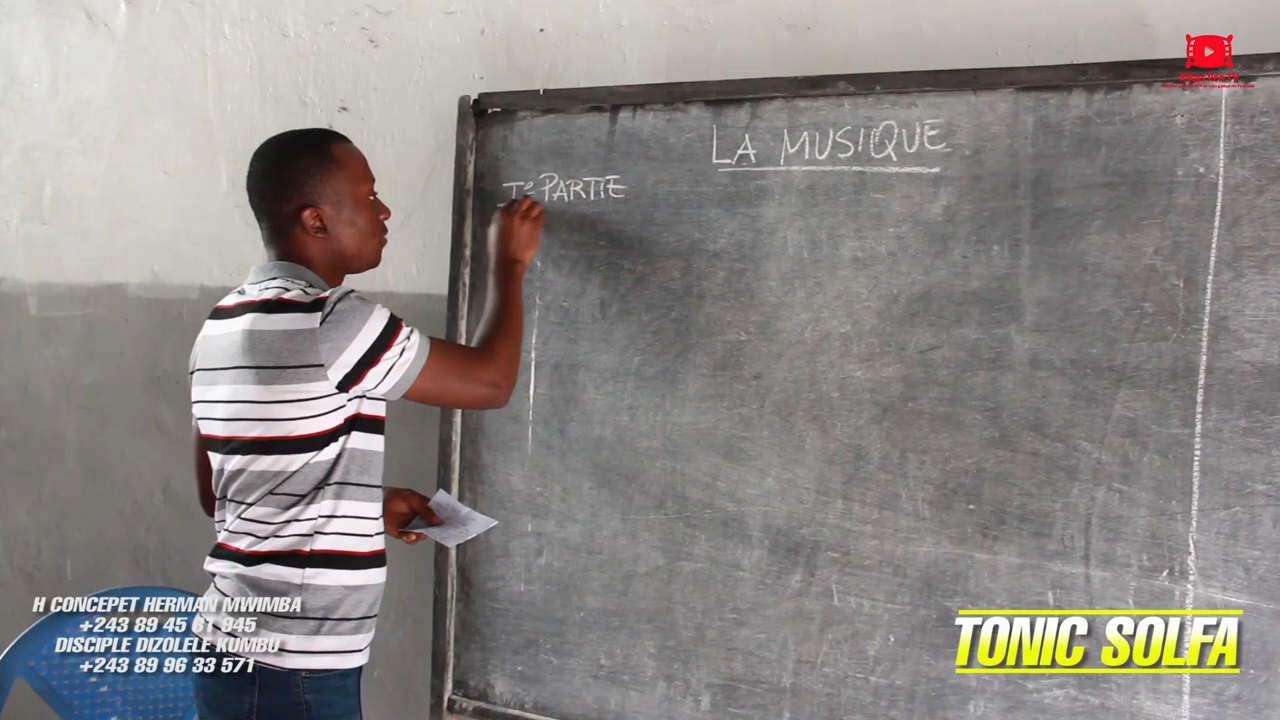 LA MUSIQUE
Iº PARTIE
H CONCEPET HERMAN MWIMBA
+243 89 45 61 945
DISCIPLE DIZOLELE KUMBU
+243 89 96 33 571
TONIC SOLFA